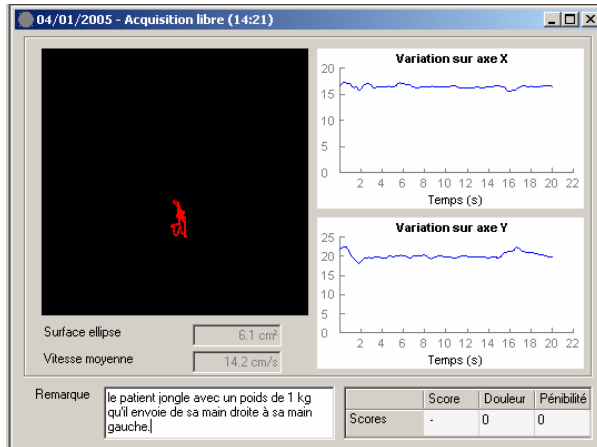 04/01/2005 - Acquisition libre (14:21)
Variation sur axe X
20
15
10
5
0
2 4 6 8 10 12 14 16 18 20 22
Temps (s)
Variation sur axe Y
25
20
15
10
5
0
2 4 6 8 10 12 14 16 18 20 22
Temps (s)
Surface ellipse 6.1 cm²
Vitesse moyenne 14.2 cm/s
Remarque
le patient jongle avec un poids de 1 kg
qu'il envoie de sa main droite à sa main
gauche.
Score Douleur Pénibilité
Scores - 0 0